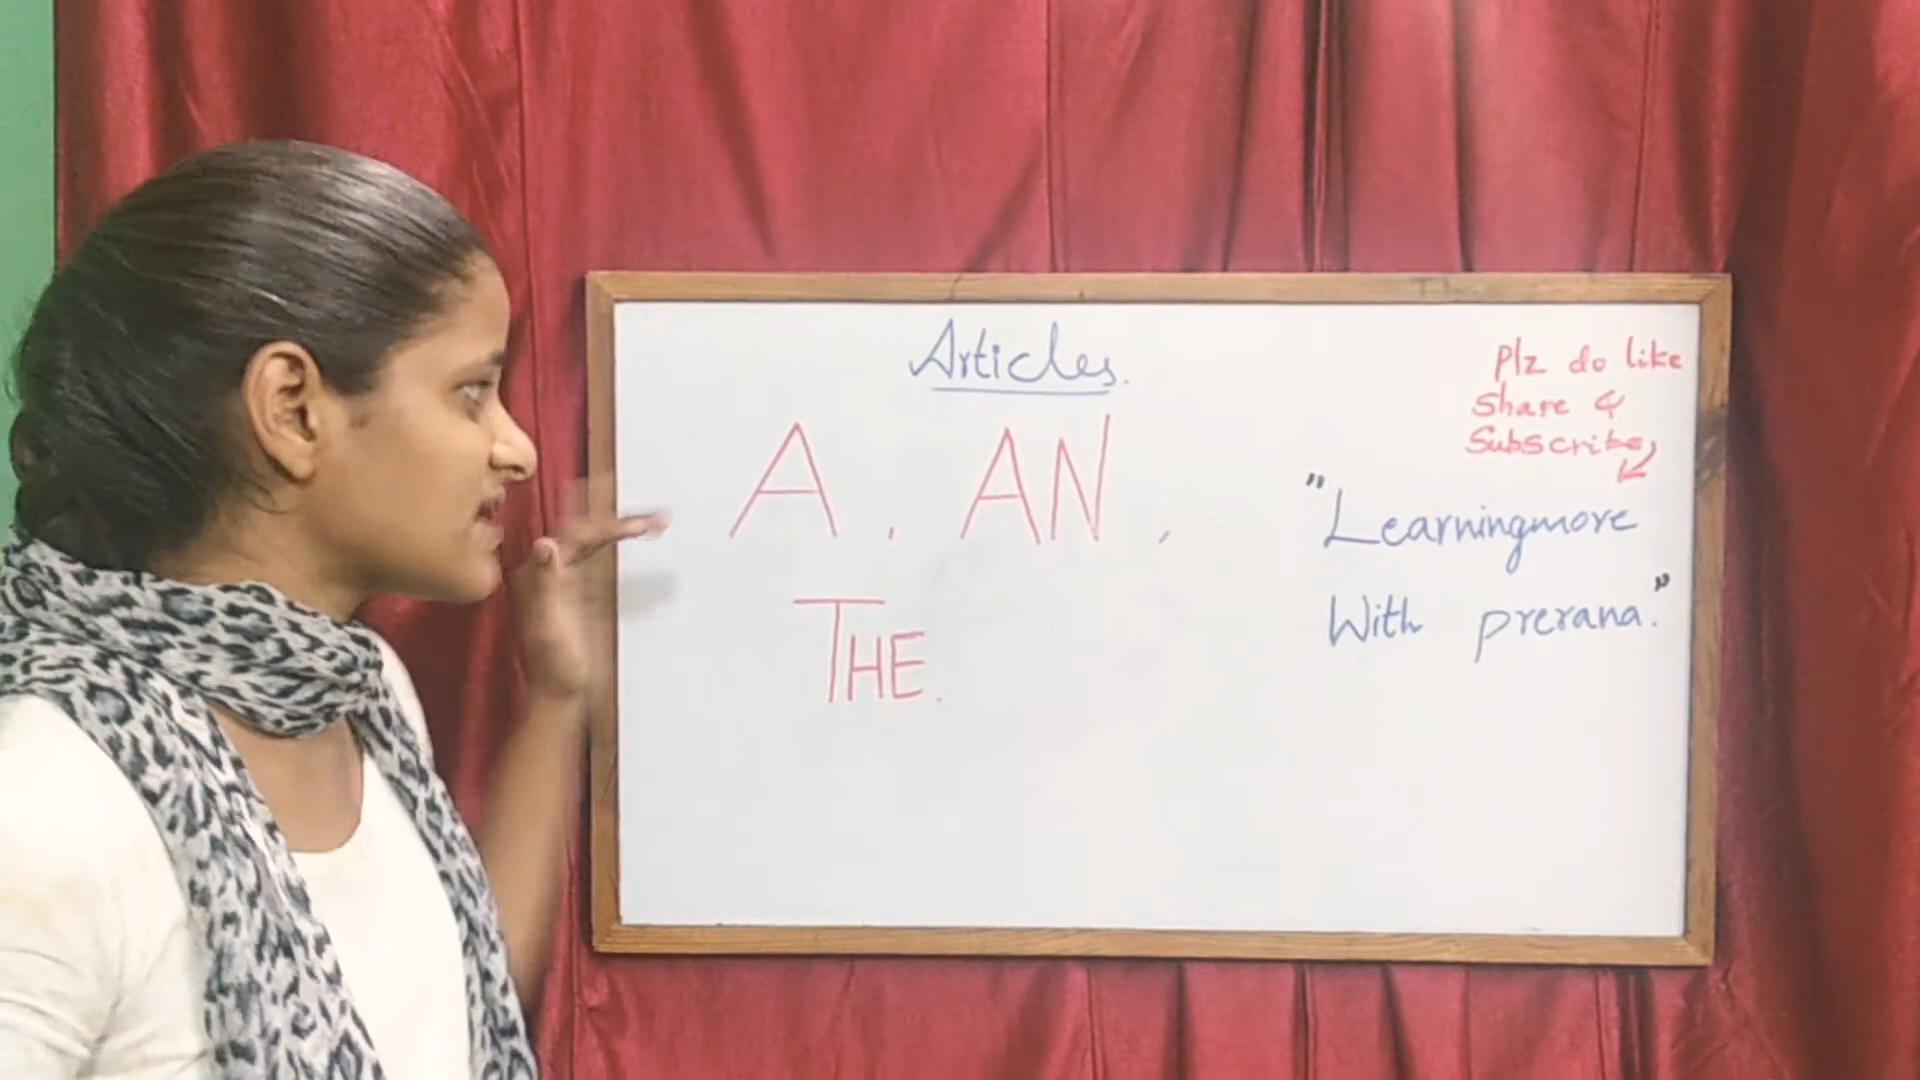 Articles.
A, AN,
THE.
Plz do like
Share &
Subscribe
"Learningmore
With prerana."